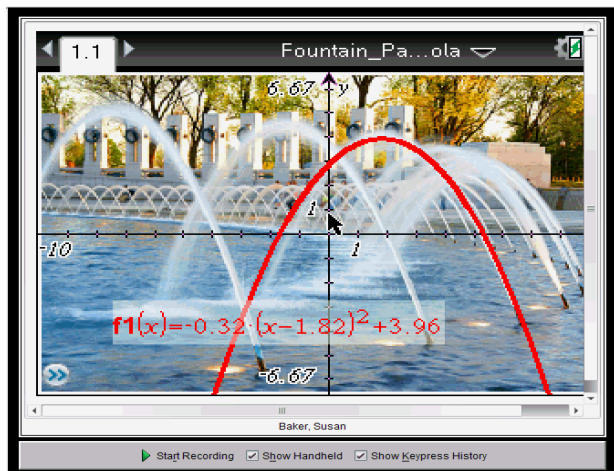 1.1 Fountain_Pa...ola
6.67 y
1
-10 1
f1(x)=-0.32·(x-1.82)²+3.96
-6.67
Baker, Susan
Start Recording Show Handheld Show Keypress History